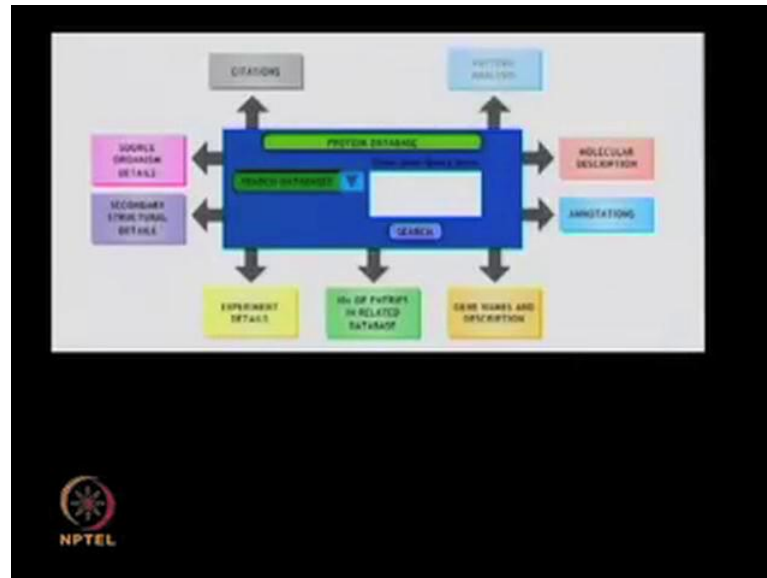 CITATIONS
PATTERN
ANALYSIS
SOURCE
ORGANISM
DETAILS
PROTEIN DATABASE
MOLECULAR
DESCRIPTION
SEARCH DATABASES
SECONDARY
STRUCTURAL
DETAILS
ANNOTATIONS
SEARCH
EXPERIMENT
DETAILS
IDs OF ENTRIES
IN RELATED
DATABASE
GENE NAMES AND
DESCRIPTION
NPTEL